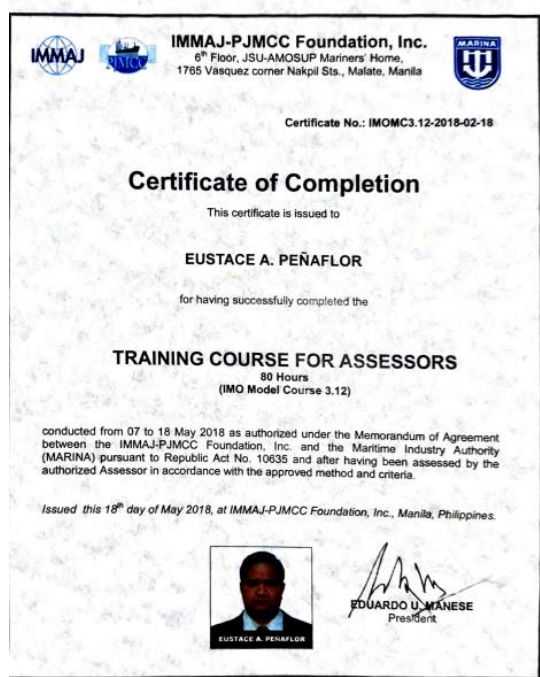 IMMAJ
PJMCC
IMMAJ-PJMCC Foundation, Inc.
6th Floor, JSU-AMOSUP Mariners' Home,
1765 Vasquez corner Nakpil Sts., Malate, Manila
MARINA
Certificate No.: IMOMC3.12-2018-02-18
Certificate of Completion
This certificate is issued to
EUSTACE A. PEÑAFLOR
for having successfully completed the
TRAINING COURSE FOR ASSESSORS
80 Hours
(IMO Model Course 3.12)
conducted from 07 to 18 May 2018 as authorized under the Memorandum of Agreement
between the IMMAJ-PJMCC Foundation, Inc. and the Maritime Industry Authority
(MARINA) pursuant to Republic Act No. 10635 and after having been assessed by the
authorized Assessor in accordance with the approved method and criteria.
Issued this 18th day of May 2018, at IMMAJ-PJMCC Foundation, Inc., Manila, Philippines.
EUSTACE A. PEÑAFLOR
EDUARDO U. MANESE
President